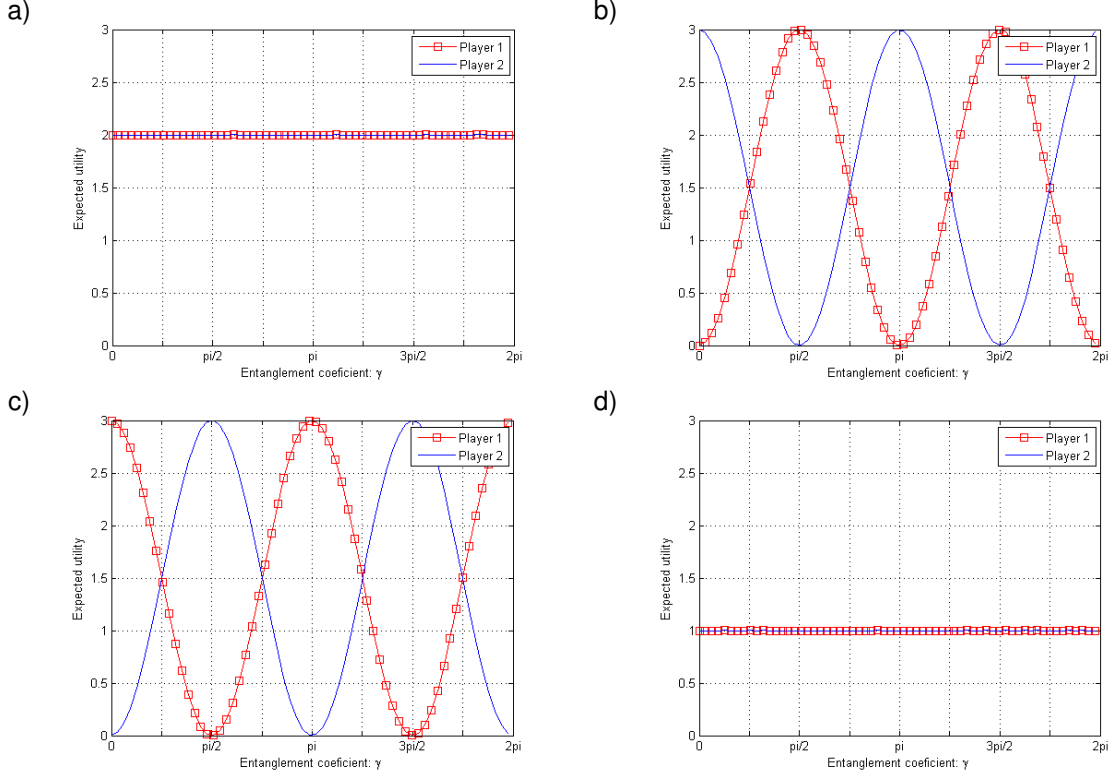 a)
3
2.5
2
1.5
1
0.5
0
0
pi/2
pi
3pi/2
2pi
Expected utility
Entanglement coeficient: γ
Player 1
Player 2
b)
3
2.5
2
1.5
1
0.5
0
0
pi/2
pi
3pi/2
2pi
Expected utility
Entanglement coeficient: γ
Player 1
Player 2
c)
3
2.5
2
1.5
1
0.5
0
0
pi/2
pi
3pi/2
2pi
Expected utility
Entanglement coeficient: γ
Player 1
Player 2
d)
3
2.5
2
1.5
1
0.5
0
0
pi/2
pi
3pi/2
2pi
Expected utility
Entanglement coeficient: γ
Player 1
Player 2